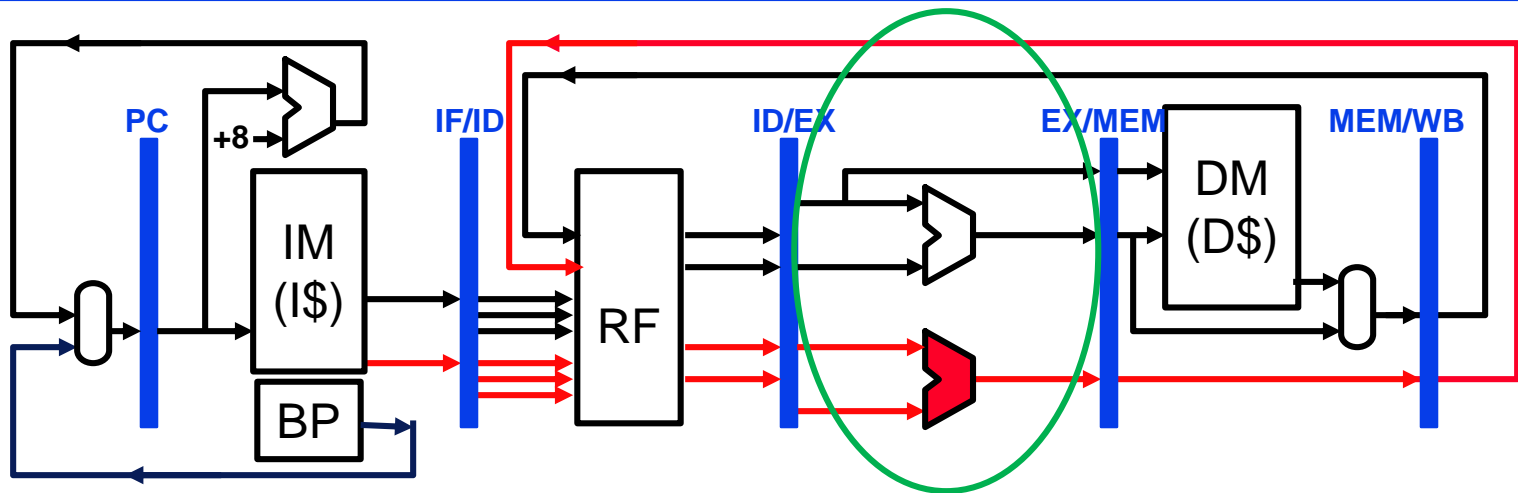 PC
IF/ID
ID/EX
EX/MEM
MEM/WB
+8
IM
(I$)
BP
RF
DM
(D$)